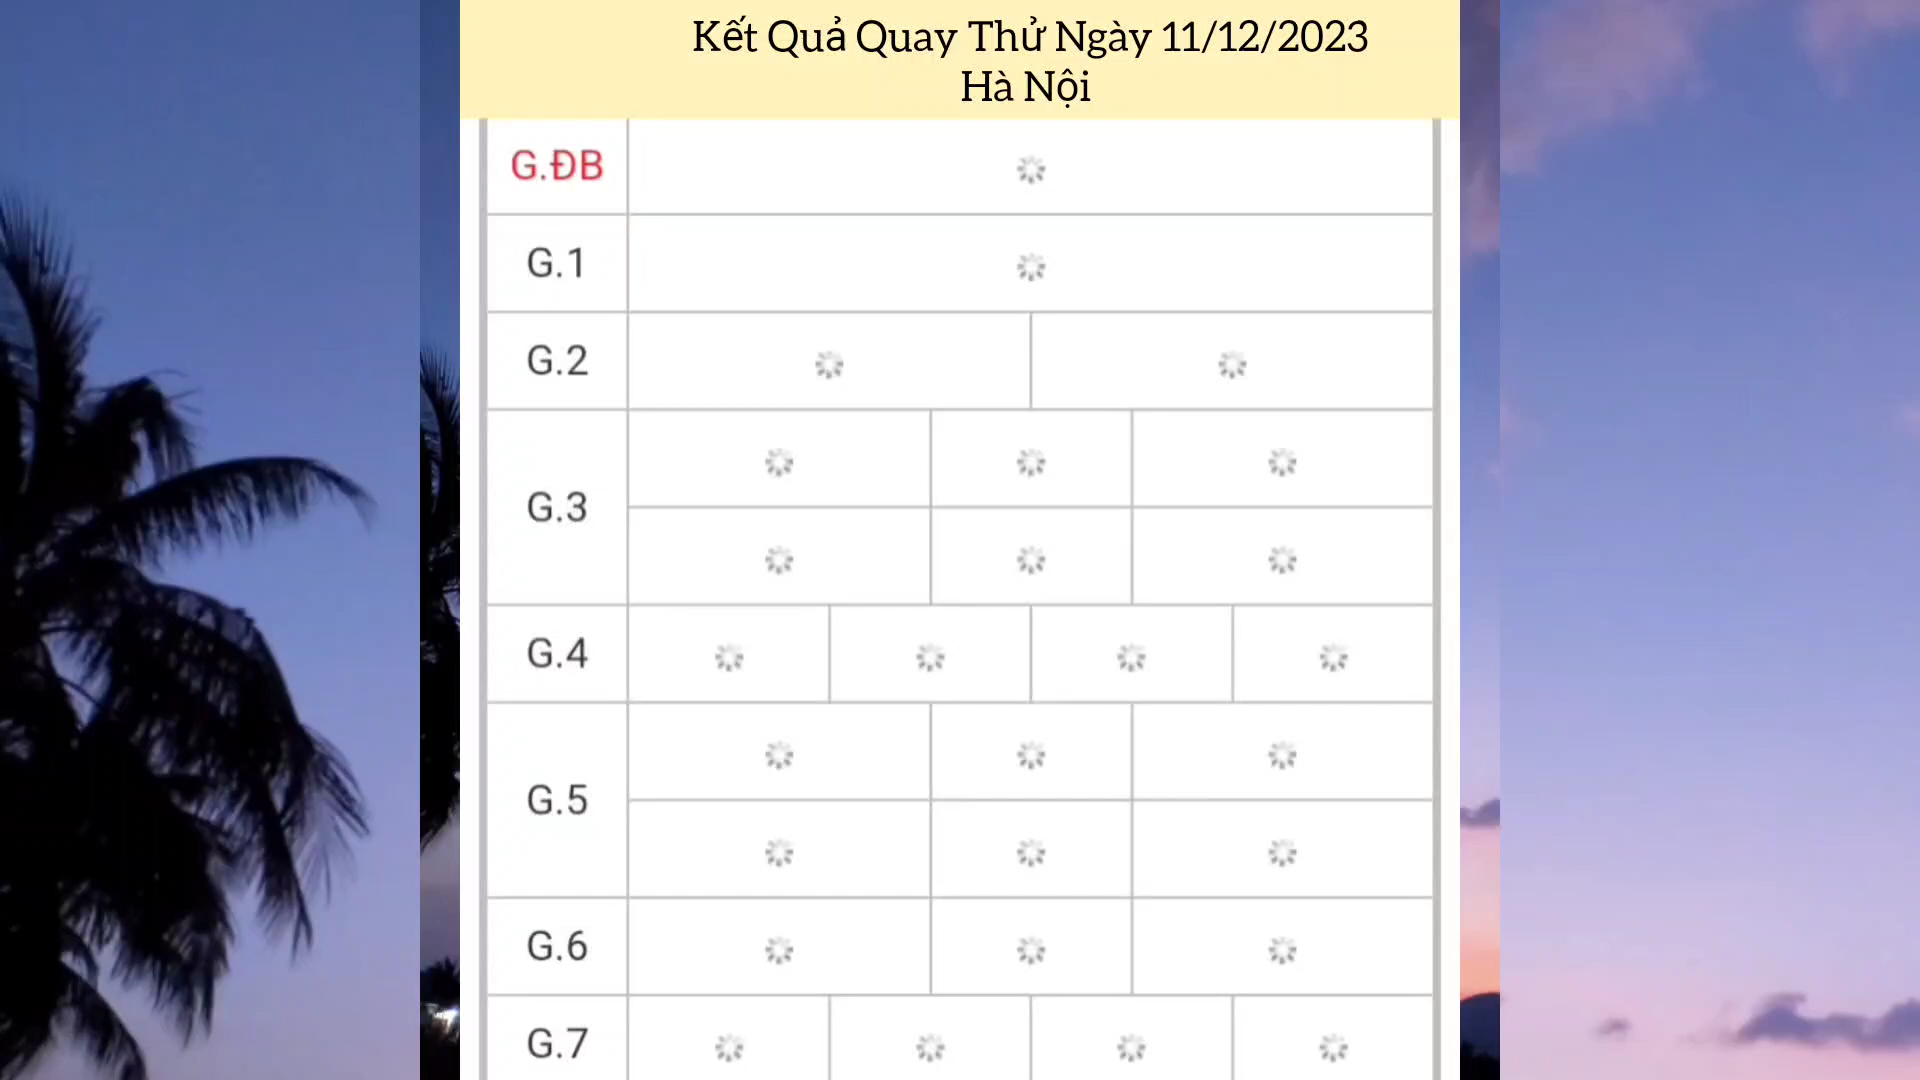 Kết Quả Quay Thử Ngày 11/12/2023
Hà Nội
G.ĐB
G.1
G.2
G.3
G.4
G.5
G.6
G.7